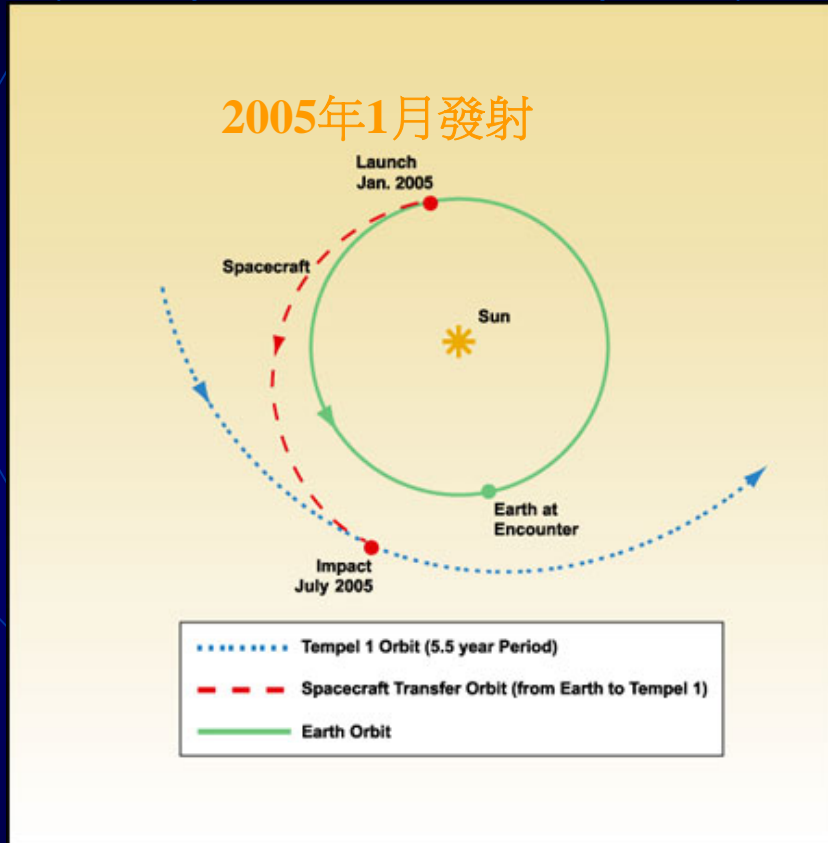 2005年1月發射
Launch
Jan. 2005
Spacecraft
Sun
Earth at
Encounter
Impact
July 2005
Tempel 1 Orbit (5.5 year Period)
Spacecraft Transfer Orbit (from Earth to Tempel 1)
Earth Orbit